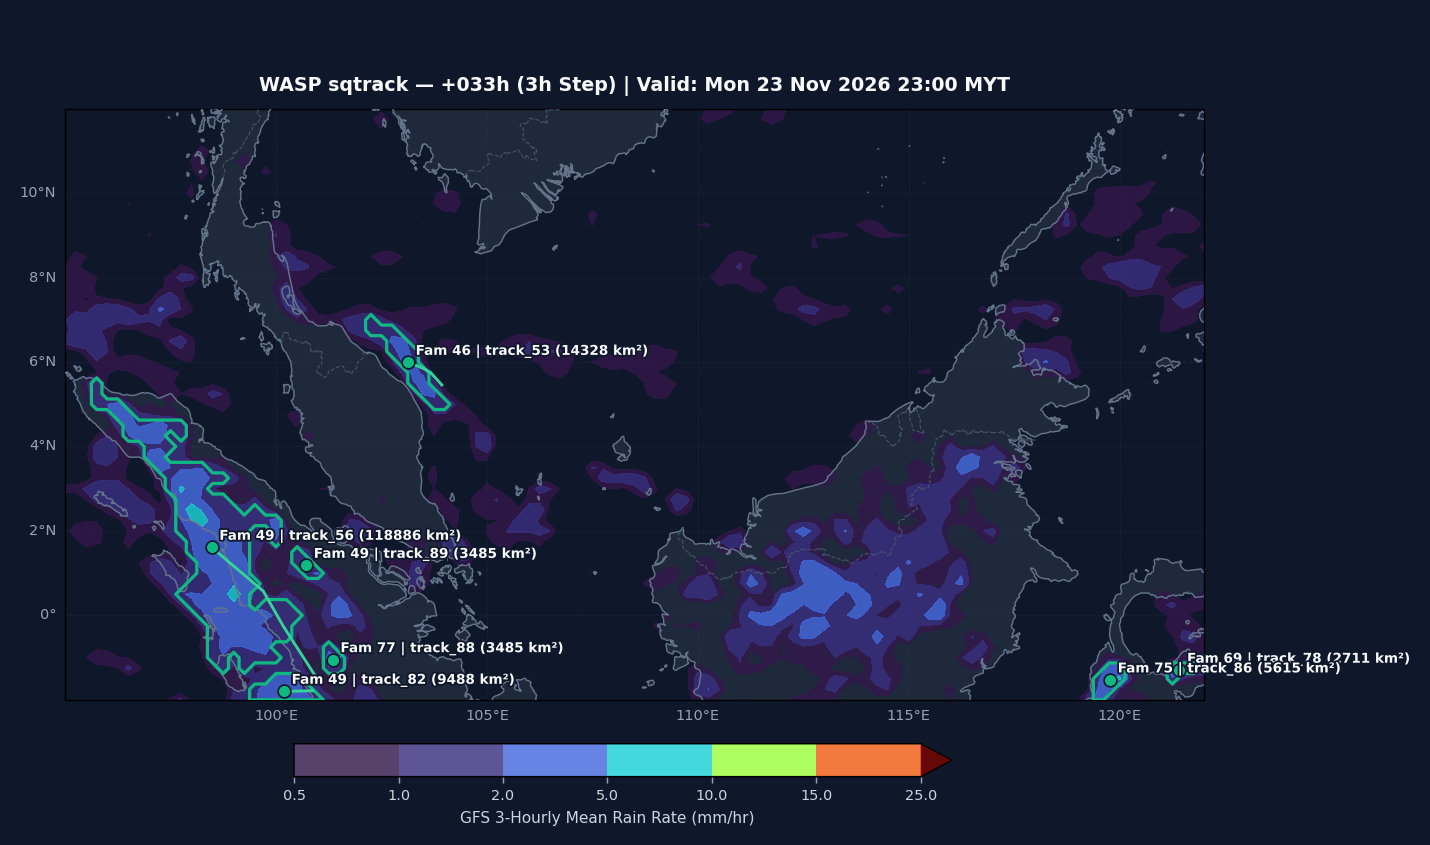 WASP sqtrack — +033h (3h Step) | Valid: Mon 23 Nov 2026 23:00 MYT
10°N
8°N
6°N
4°N
2°N
0°
Fam 46 | track_53 (14328 km²)
Fam 49 | track_56 (118886 km²)
Fam 49 | track_89 (3485 km²)
Fam 77 | track_88 (3485 km²)
Fam 69 | track_78 (2711 km²)
Fam 75 | track_86 (5615 km²)
Fam 49 | track_82 (9488 km²)
100°E
105°E
110°E
115°E
120°E
0.5
1.0
2.0
5.0
10.0
15.0
25.0
GFS 3-Hourly Mean Rain Rate (mm/hr)